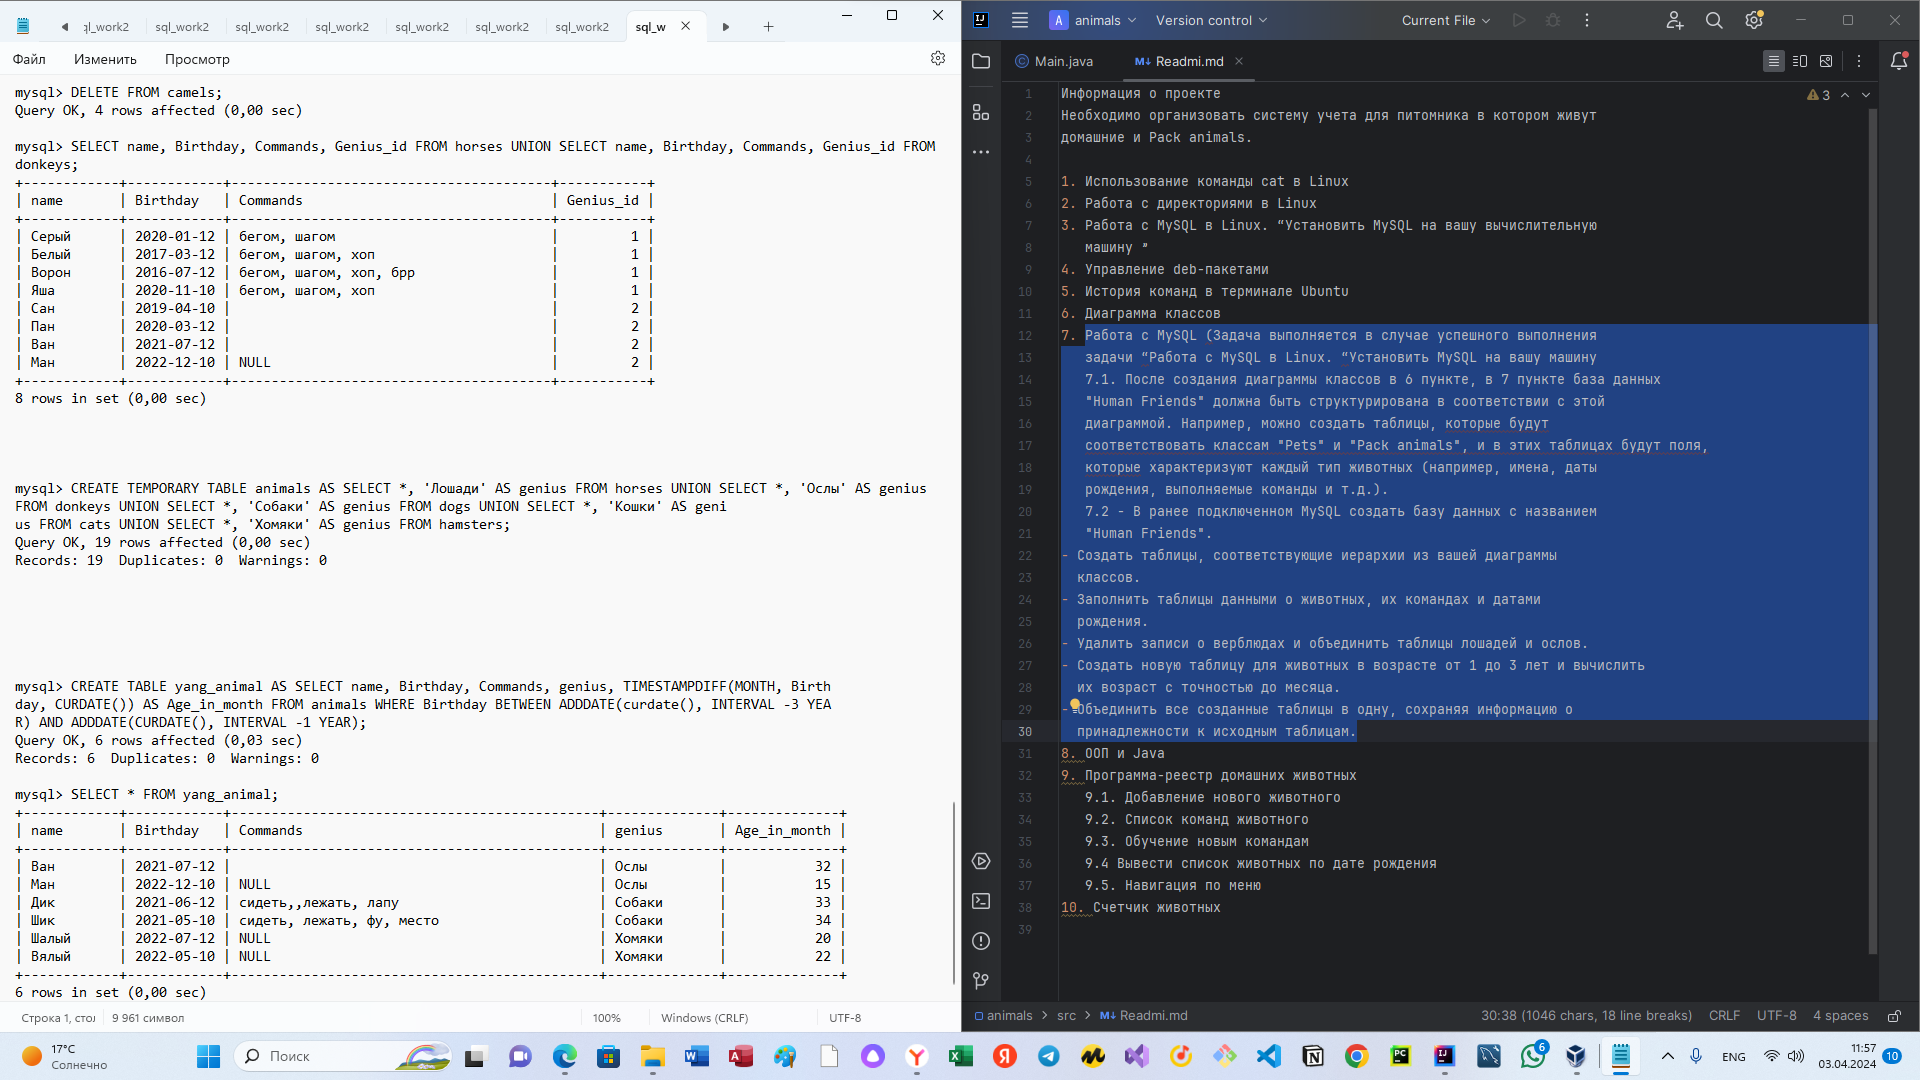 ql_work2
sql_work2
sql_work2
sql_work2
sql_work2
sql_work2
sql_work2
sql_w
Файл
Изменить
Просмотр
mysql> DELETE FROM camels;
Query OK, 4 rows affected (0,00 sec)
mysql> SELECT name, Birthday, Commands, Genius_id FROM horses UNION SELECT name, Birthday, Commands, Genius_id FROM
donkeys;
+------------+------------+----------------------------------------+-----------+
| name       | Birthday   | Commands                               | Genius_id |
+------------+------------+----------------------------------------+-----------+
| Серый      | 2020-01-12 | бегом, шагом                           |         1 |
| Белый      | 2017-03-12 | бегом, шагом, хоп                      |         1 |
| Ворон      | 2016-07-12 | бегом, шагом, хоп, брр                 |         1 |
| Яша        | 2020-11-10 | бегом, шагом, хоп                      |         1 |
| Сан        | 2019-04-10 |                                        |         2 |
| Пан        | 2020-03-12 |                                        |         2 |
| Ван        | 2021-07-12 |                                        |         2 |
| Ман        | 2022-12-10 | NULL                                   |         2 |
+------------+------------+----------------------------------------+-----------+
8 rows in set (0,00 sec)
mysql> CREATE TEMPORARY TABLE animals AS SELECT *, 'Лошади' AS genius FROM horses UNION SELECT *, 'Ослы' AS genius
FROM donkeys UNION SELECT *, 'Собаки' AS genius FROM dogs UNION SELECT *, 'Кошки' AS geni
us FROM cats UNION SELECT *, 'Хомяки' AS genius FROM hamsters;
Query OK, 19 rows affected (0,00 sec)
Records: 19  Duplicates: 0  Warnings: 0
mysql> CREATE TABLE yang_animal AS SELECT name, Birthday, Commands, genius, TIMESTAMPDIFF(MONTH, Birth
day, CURDATE()) AS Age_in_month FROM animals WHERE Birthday BETWEEN ADDDATE(curdate(), INTERVAL -3 YEA
R) AND ADDDATE(CURDATE(), INTERVAL -1 YEAR);
Query OK, 6 rows affected (0,03 sec)
Records: 6  Duplicates: 0  Warnings: 0
mysql> SELECT * FROM yang_animal;
+------------+------------+----------------------------------------------+--------------+--------------+
| name       | Birthday   | Commands                                     | genius       | Age_in_month |
+------------+------------+----------------------------------------------+--------------+--------------+
| Ван        | 2021-07-12 |                                              | Ослы         |           32 |
| Ман        | 2022-12-10 | NULL                                         | Ослы         |           15 |
| Дик        | 2021-06-12 | сидеть,,лежать, лапу                         | Собаки       |           33 |
| Шик        | 2021-05-10 | сидеть, лежать, фу, место                    | Собаки       |           34 |
| Шалый      | 2022-07-12 | NULL                                         | Хомяки       |           20 |
| Вялый      | 2022-05-10 | NULL                                         | Хомяки       |           22 |
+------------+------------+----------------------------------------------+--------------+--------------+
6 rows in set (0,00 sec)
Строка 1, стол
9 961 символ
100%
Windows (CRLF)
UTF-8
A animals
Version control
Current File
Main.java
Readmi.md
3
1 Информация о проекте
2 Необходимо организовать систему учета для питомника в котором живут
3 домашние и Pack animals.
4
5 1. Использование команды cat в Linux
6 2. Работа с директориями в Linux
7 3. Работа с MySQL в Linux. “Установить MySQL на вашу вычислительную
8 машину ”
9 4. Управление deb-пакетами
10 5. История команд в терминале Ubuntu
11 6. Диаграмма классов
12 7. Работа с MySQL (Задача выполняется в случае успешного выполнения
13 задачи “Работа с MySQL в Linux. “Установить MySQL на вашу машину
14 7.1. После создания диаграммы классов в 6 пункте, в 7 пункте база данных
15 "Human Friends" должна быть структурирована в соответствии с этой
16 диаграммой. Например, можно создать таблицы, которые будут
17 соответствовать классам "Pets" и "Pack animals", и в этих таблицах будут поля,
18 которые характеризуют каждый тип животных (например, имена, даты
19 рождения, выполняемые команды и т.д.).
20 7.2 - В ранее подключенном MySQL создать базу данных с названием
21 "Human Friends".
22 - Создать таблицы, соответствующие иерархии из вашей диаграммы
23 классов.
24 - Заполнить таблицы данными о животных, их командах и датами
25 рождения.
26 - Удалить записи о верблюдах и объединить таблицы лошадей и ослов.
27 - Создать новую таблицу для животных в возрасте от 1 до 3 лет и вычислить
28 их возраст с точностью до месяца.
29 - Объединить все созданные таблицы в одну, сохраняя информацию о
30 принадлежности к исходным таблицам.
31 8. ООП и Java
32 9. Программа-реестр домашних животных
33 9.1. Добавление нового животного
34 9.2. Список команд животного
35 9.3. Обучение новым командам
36 9.4 Вывести список животных по дате рождения
37 9.5. Навигация по меню
38 10. Счетчик животных
39
animals > src > Readmi.md
30:38 (1046 chars, 18 line breaks)
CRLF
UTF-8
4 spaces
17°C
Солнечно
Поиск
6
ENG
11:57
03.04.2024
10